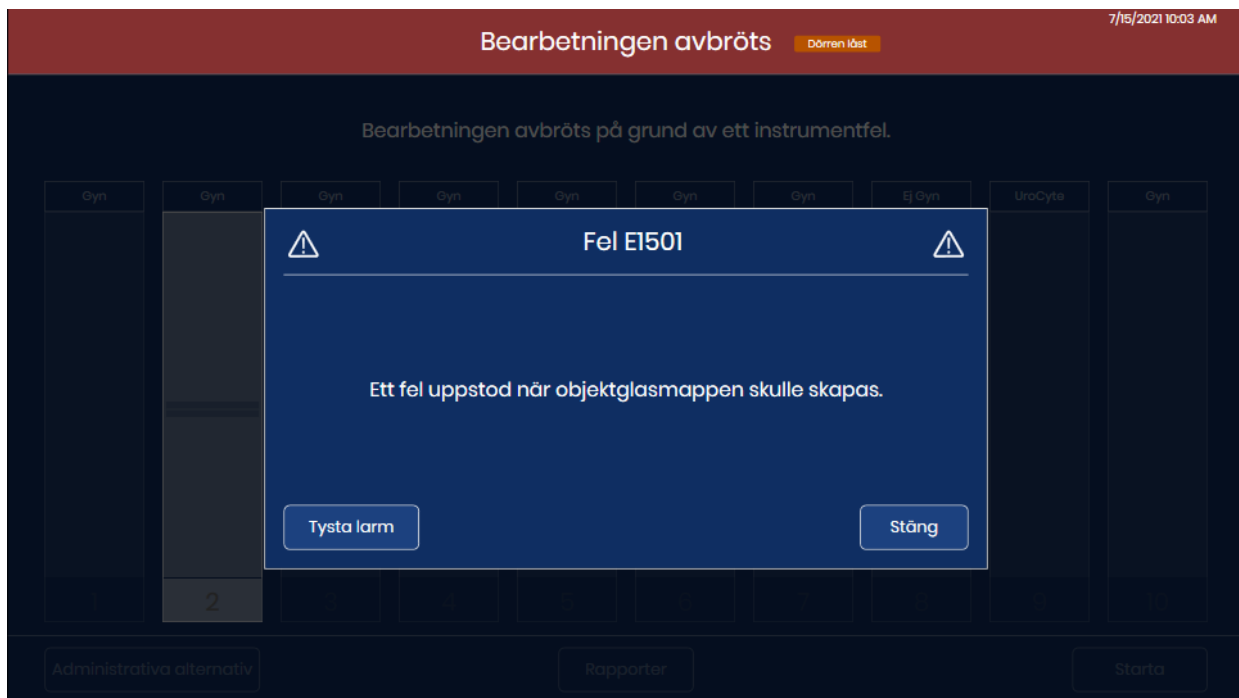 7/15/2021 10:03 AM
Bearbetningen avbröts Dörren låst
Bearbetningen avbröts på grund av ett instrumentfel.
Gyn Gyn Gyn Gyn Gyn Gyn Gyn Ej Gyn UroCyte Gyn
Fel E1501
Ett fel uppstod när objektglasmappen skulle skapas.
Tysta larm Stäng
1 2 3 4 5 6 7 8 9 10
Administrativa alternativ Rapporter Starta